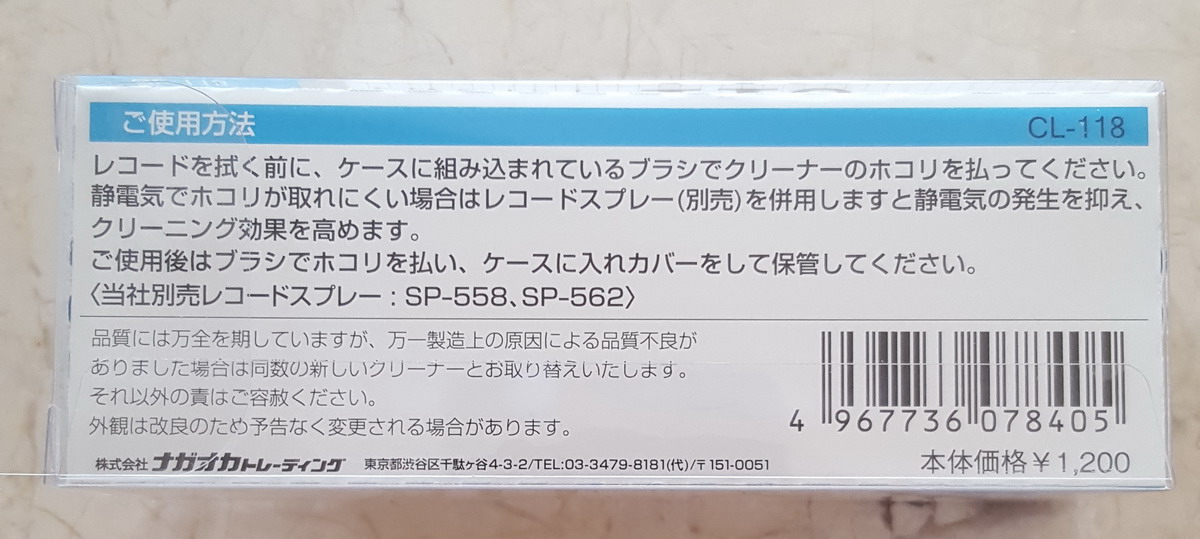 ご使用方法 CL-118
レコードを拭く前に、ケースに組み込まれているブラシでクリーナーのホコリを払ってください。
静電気でホコリが取れにくい場合はレコードスプレー(別売)を併用しますと静電気の発生を抑え、
クリーニング効果を高めます。
ご使用後はブラシでホコリを払い、ケースに入れカバーをして保管してください。
〈当社別売レコードスプレー：SP-558、SP-562〉
品質には万全を期していますが、万一製造上の原因による品質不良が
ありました場合は同数の新しいクリーナーとお取り替えいたします。
それ以外の責はご容赦ください。
外観は改良のため予告なく変更される場合があります。
4 967736 078405
株式会社 ナガオカトレーディング 東京都渋谷区千駄ヶ谷4-3-2/TEL:03-3479-8181(代)/〒151-0051
本体価格￥1,200